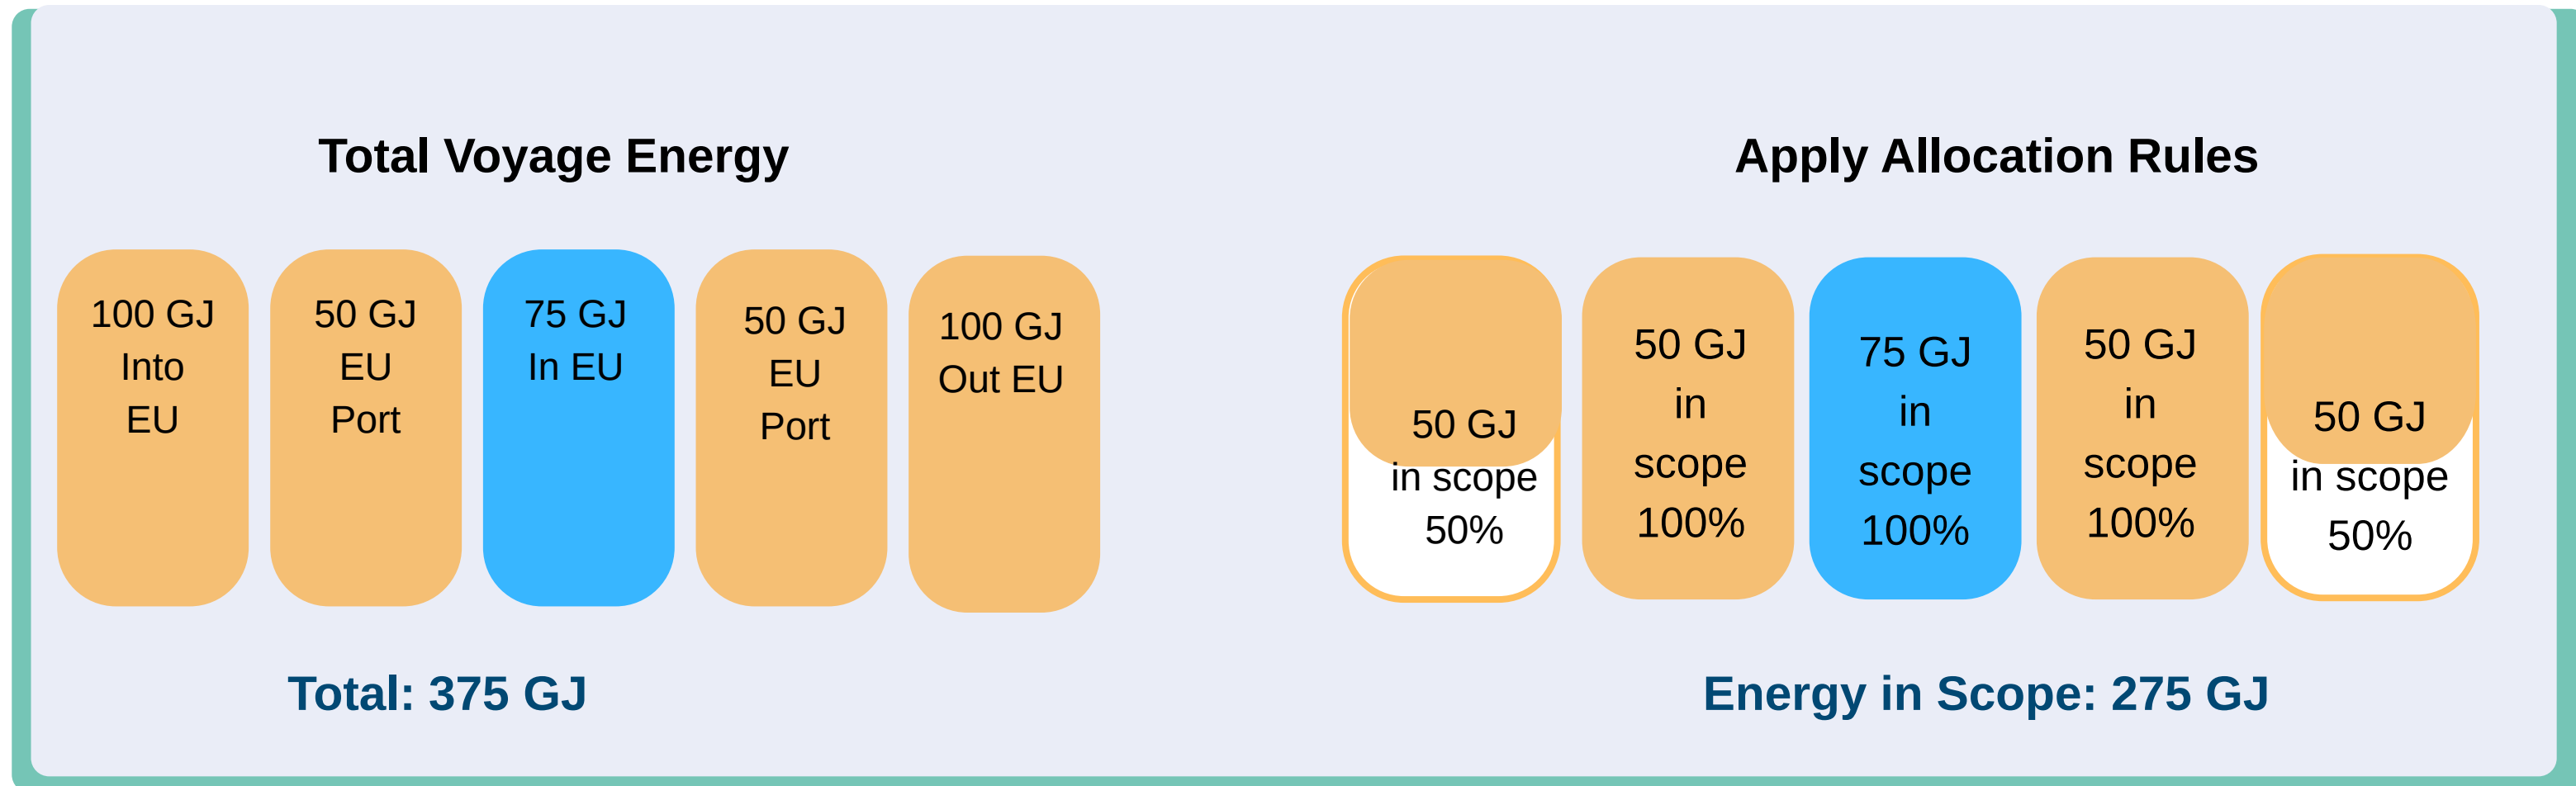 Total Voyage Energy
100 GJ
Into
EU
50 GJ
EU
Port
75 GJ
In EU
50 GJ
EU
Port
100 GJ
Out EU
Total: 375 GJ
Apply Allocation Rules
50 GJ
in scope
50%
50 GJ
in
scope
100%
75 GJ
in
scope
100%
50 GJ
in
scope
100%
50 GJ
in scope
50%
Energy in Scope: 275 GJ